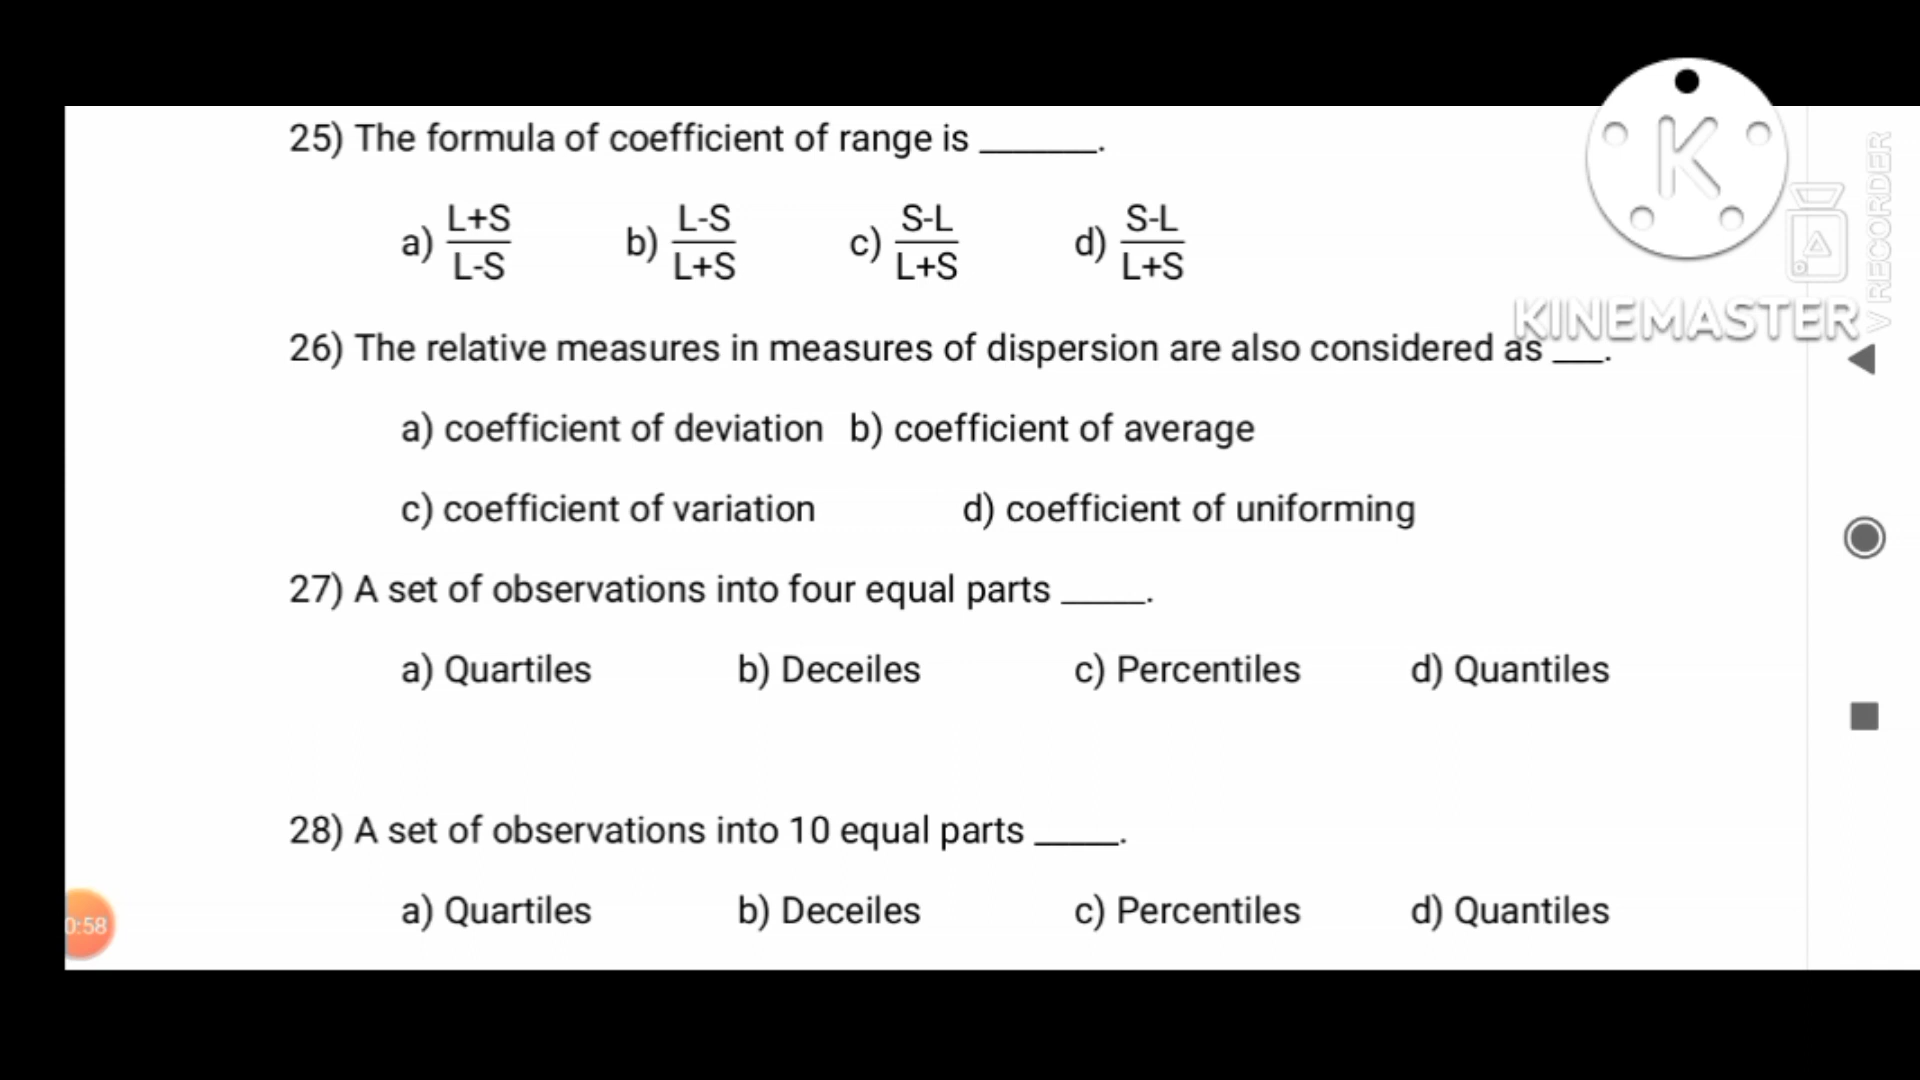 25) The formula of coefficient of range is ______.
a) L+S/L-S b) L-S/L+S c) S-L/L+S d) S-L/L+S
26) The relative measures in measures of dispersion are also considered as ___.
a) coefficient of deviation b) coefficient of average
c) coefficient of variation d) coefficient of uniforming
27) A set of observations into four equal parts _____.
a) Quartiles b) Deceiles c) Percentiles d) Quantiles
28) A set of observations into 10 equal parts _____.
a) Quartiles b) Deceiles c) Percentiles d) Quantiles
0:58
K
KINEMASTER
V RECORDER